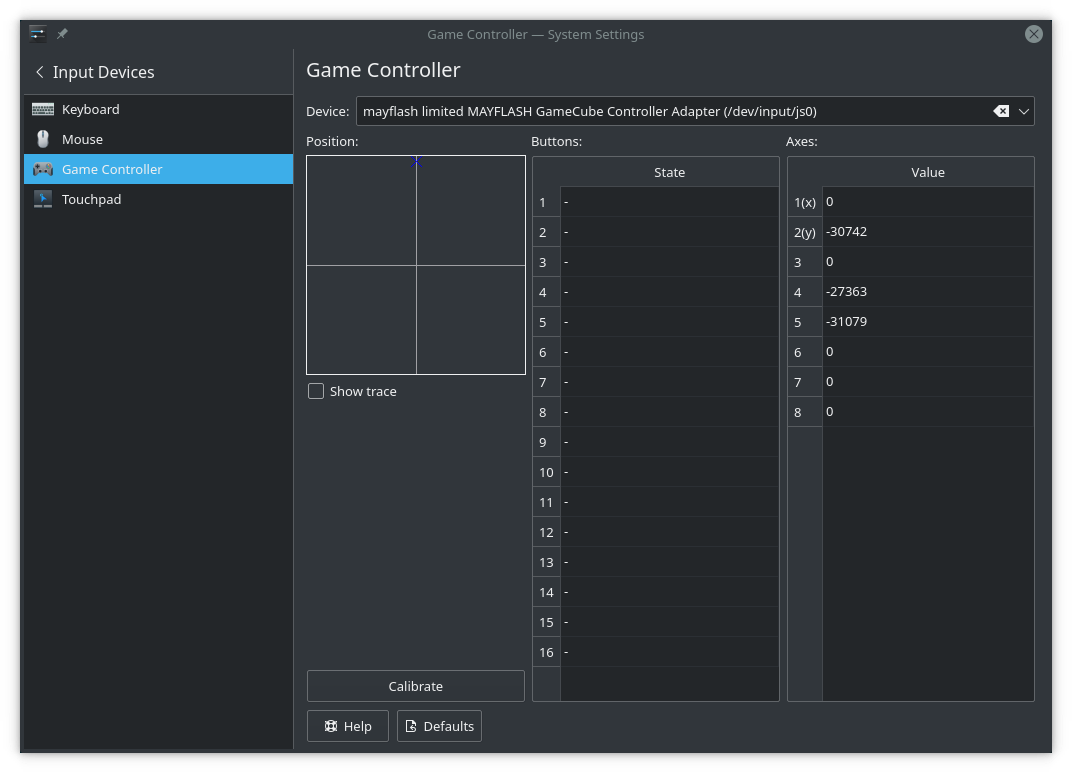 Game Controller — System Settings
Input Devices
Keyboard
Mouse
Game Controller
Touchpad
Game Controller
Device: mayflash limited MAYFLASH GameCube Controller Adapter (/dev/input/js0)
Position:
Show trace
Calibrate
Buttons:
State
1 -
2 -
3 -
4 -
5 -
6 -
7 -
8 -
9 -
10 -
11 -
12 -
13 -
14 -
15 -
16 -
Axes:
Value
1(x) 0
2(y) -30742
3 0
4 -27363
5 -31079
6 0
7 0
8 0
Help Defaults